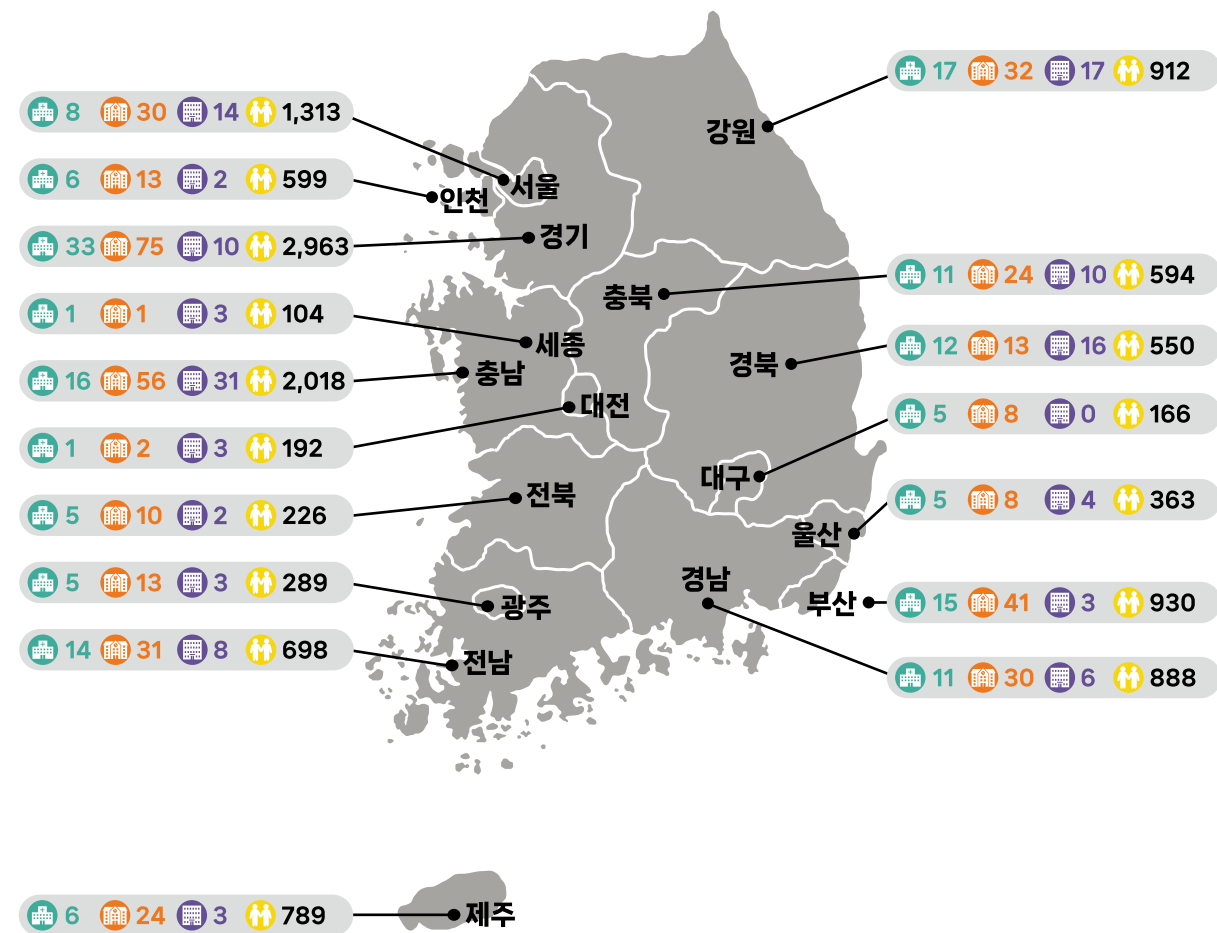 8 30 14 1,313
6 13 2 599
33 75 10 2,963
1 1 3 104
16 56 31 2,018
1 2 3 192
5 10 2 226
5 13 3 289
14 31 8 698
6 24 3 789
17 32 17 912
11 24 10 594
12 13 16 550
5 8 0 166
5 8 4 363
15 41 3 930
11 30 6 888
강원
서울
인천
경기
충북
세종
경북
충남
대전
대구
전북
울산
경남
부산
광주
전남
제주